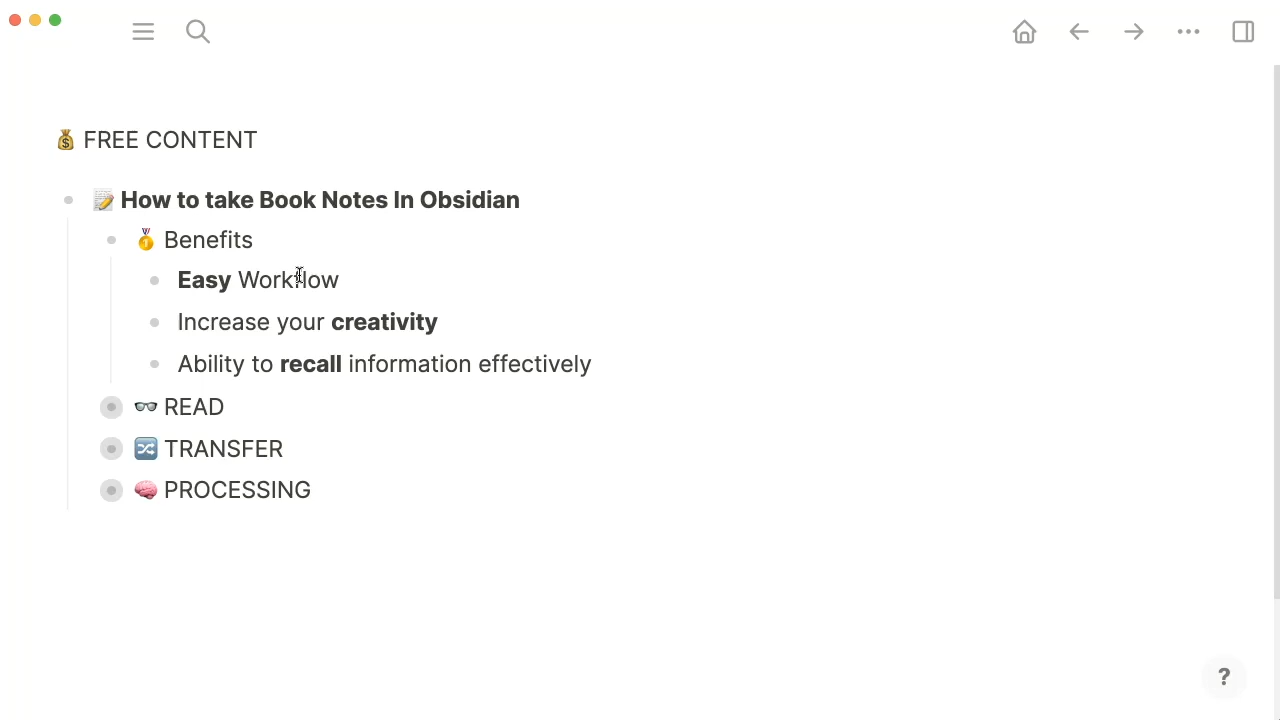 💰 FREE CONTENT
📝 How to take Book Notes In Obsidian
🥇 Benefits
Easy Workflow
Increase your creativity
Ability to recall information effectively
👓 READ
🔀 TRANSFER
🧠 PROCESSING
?